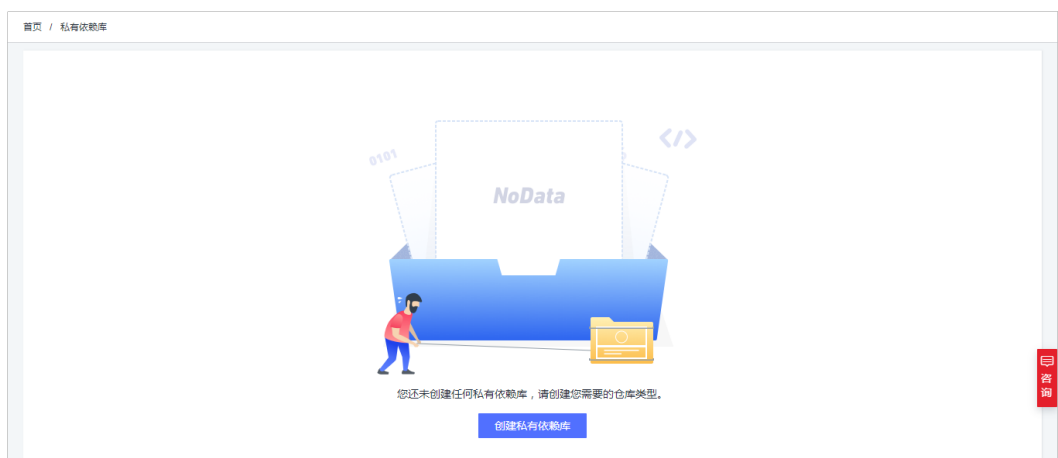 首页 / 私有依赖库
0101
</>
NoData
您还未创建任何私有依赖库，请创建您需要的仓库类型。
创建私有依赖库
咨询